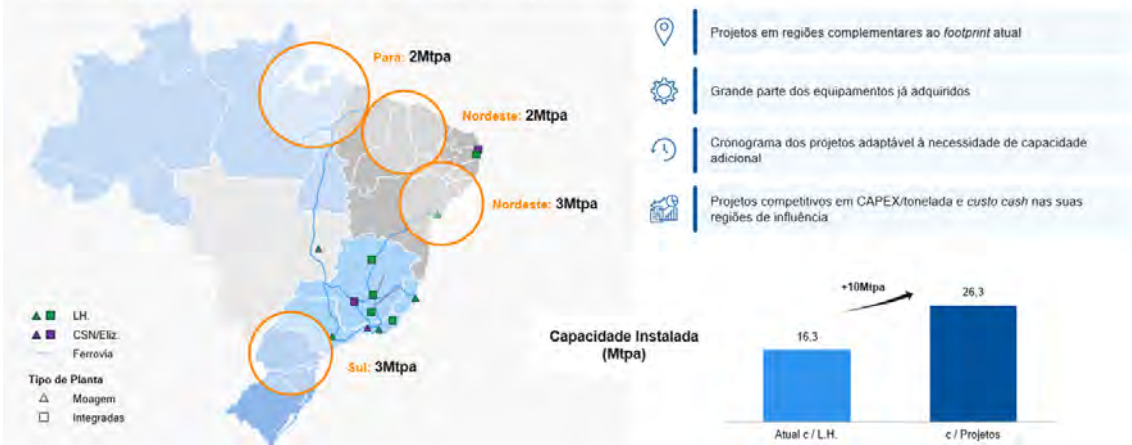 Pará: 2Mtpa
Nordeste: 2Mtpa
Nordeste: 3Mtpa
Sul: 3Mtpa
LH.
CSN/Eliz.
Ferrovia
Tipo de Planta
Moagem
Integradas
Projetos em regiões complementares ao footprint atual
Grande parte dos equipamentos já adquiridos
Cronograma dos projetos adaptável à necessidade de capacidade
adicional
Projetos competitivos em CAPEX/tonelada e custo cash nas suas
regiões de influência
Capacidade Instalada
(Mtpa)
+10Mtpa
16,3
26,3
Atual c / L.H.
c / Projetos